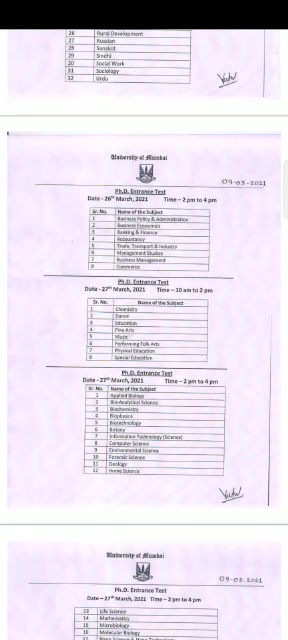 26 Rural Development
27 Russian
28 Sanskrit
29 Sindhi
30 Social Work
31 Sociology
32 Urdu
University of Mumbai
09-03-2021
Ph.D. Entrance Test
Date - 26th March, 2021 Time – 2 pm to 4 pm
Sr. No. Name of the Subject
1 Business Policy & Administration
2 Business Economics
3 Banking & Finance
4 Accountancy
5 Trade, Transport & Industry
6 Management Studies
7 Business Management
8 Commerce
Ph.D. Entrance Test
Date - 27th March, 2021 Time – 10 am to 2 pm
Sr. No. Name of the Subject
1 Chemistry
2 Dance
3 Education
4 Fine Arts
5 Music
6 Performing Folk Arts
7 Physical Education
8 Special Education
Ph.D. Entrance Test
Date - 27th March, 2021 Time – 2 pm to 4 pm
Sr. No. Name of the Subject
1 Applied Biology
2 Bio-Analytical Science
3 Biochemistry
4 Biophysics
5 Biotechnology
6 Botany
7 Information Technology (Science)
8 Computer Science
9 Environmental Science
10 Forensic Science
11 Geology
12 Home Science
University of Mumbai
09-03-2021
Ph.D. Entrance Test
Date – 27th March, 2021 Time – 2 pm to 4 pm
13 Life Science
14 Mathematics
15 Microbiology
16 Molecular Biology